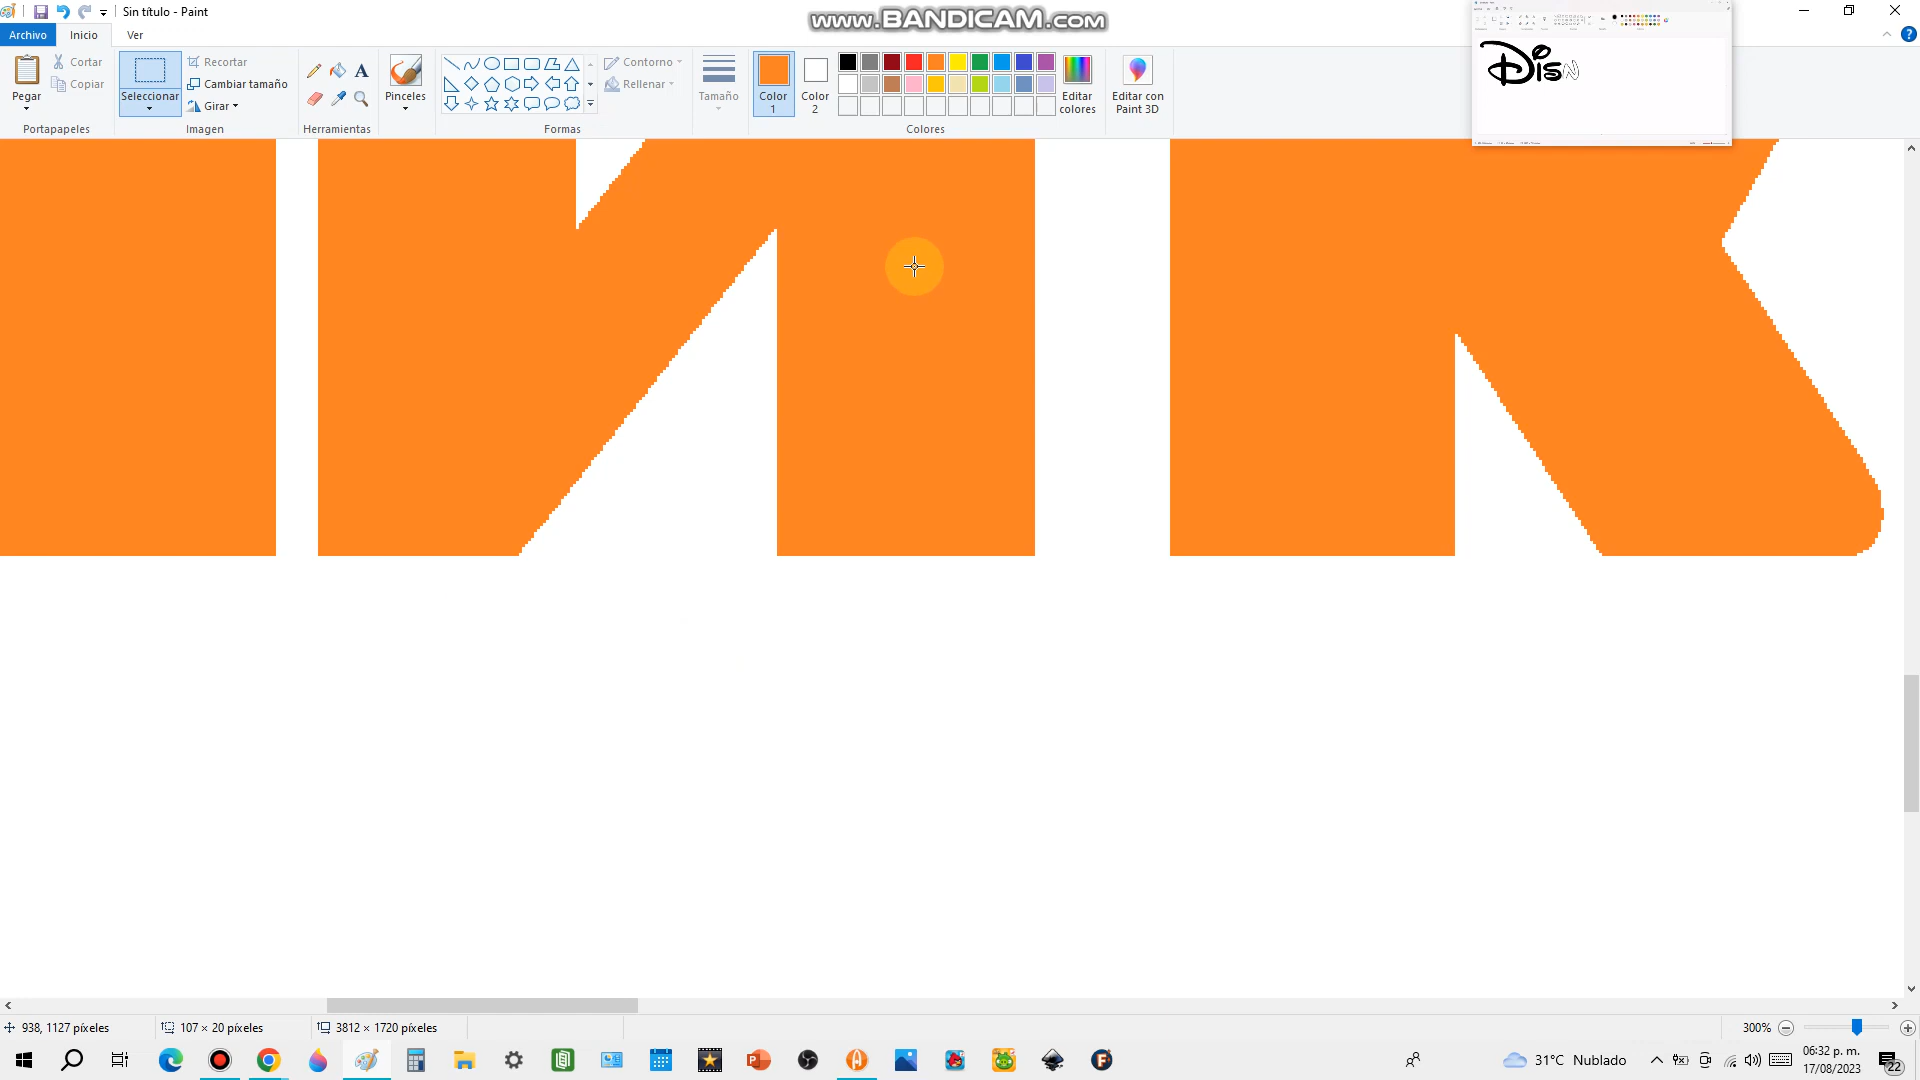 Sin título - Paint
WWW.BANDICAM.COM
Archivo Inicio Ver
Pegar
Cortar
Copiar
Portapapeles
Seleccionar
Recortar
Cambiar tamaño
Girar
Imagen
Herramientas
Pinceles
Contorno
Rellenar
Formas
Tamaño
Color 1
Color 2
Editar colores
Colores
Editar con Paint 3D
Disn
938, 1127 píxeles
107 × 20 píxeles
3812 × 1720 píxeles
300%
31°C Nublado
06:32 p. m.
17/08/2023
22